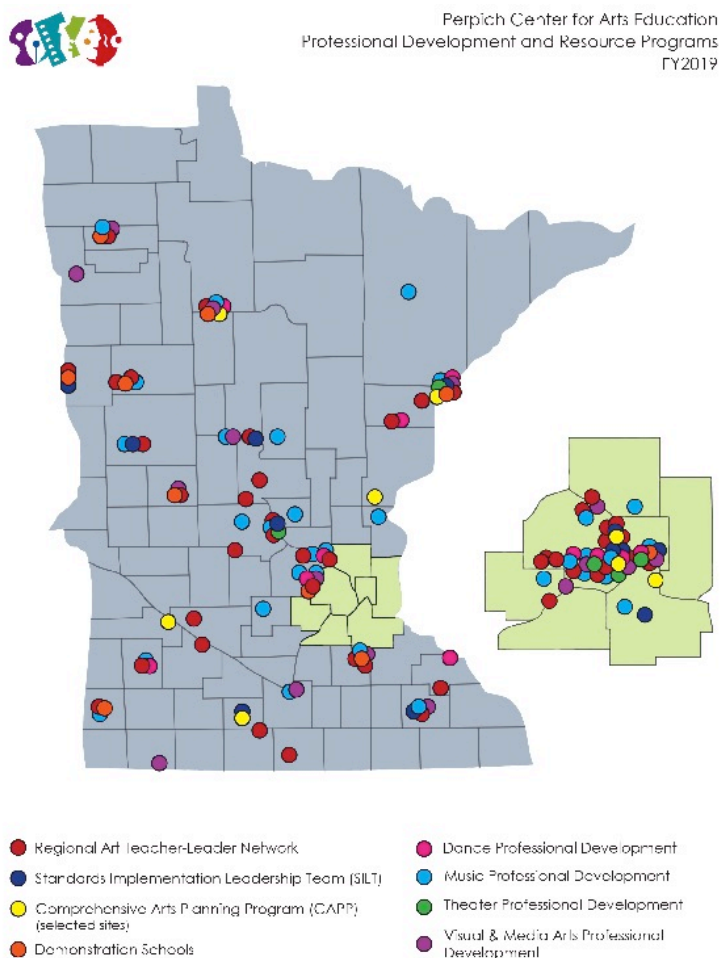 Perpich Center for Arts Education
Professional Development and Resource Programs
FY2019
Regional Art Teacher-Leader Network
Standards Implementation Leadership Team (SILT)
Comprehensive Arts Planning Program (CAPP)
(selected sites)
Demonstration Schools
Dance Professional Development
Music Professional Development
Theater Professional Development
Visual & Media Arts Professional
Development